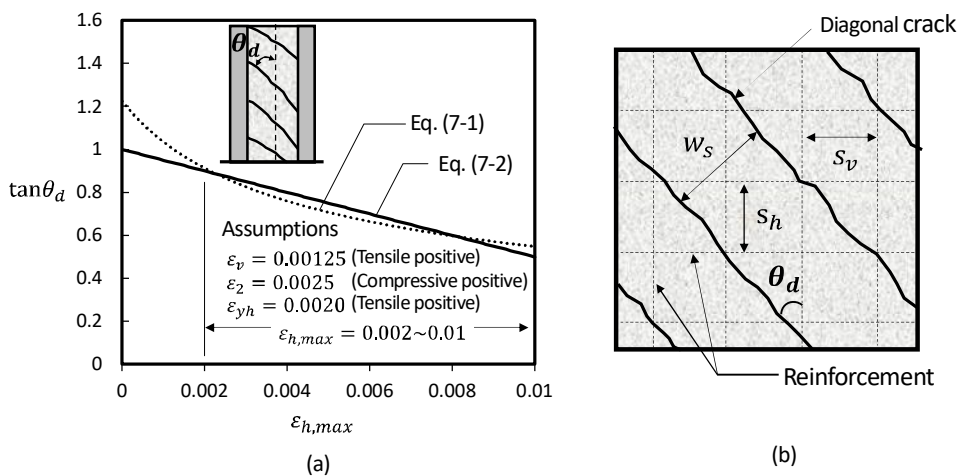 1.6
1.4
1.2
1
0.8
0.6
0.4
0.2
0
tanθ_d
θ_d
Eq. (7-1)
Eq. (7-2)
Assumptions
ε_v = 0.00125 (Tensile positive)
ε_2 = 0.0025 (Compressive positive)
ε_yh = 0.0020 (Tensile positive)
ε_h,max = 0.002~0.01
0 0.002 0.004 0.006 0.008 0.01
ε_h,max
(a)
Diagonal crack
w_s
s_v
s_h
θ_d
Reinforcement
(b)